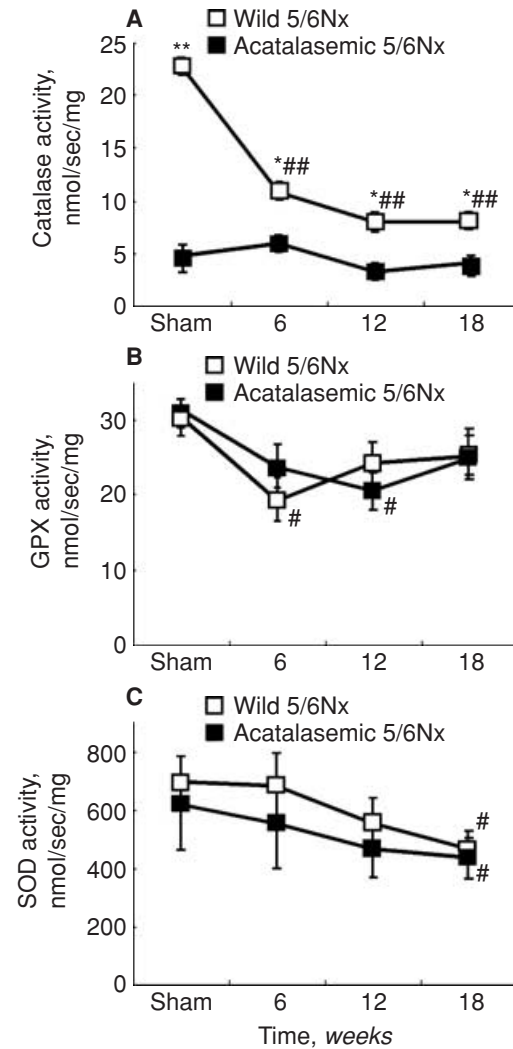 A
Wild 5/6Nx
Acatalasemic 5/6Nx
Catalase activity,
nmol/sec/mg
25
20
15
10
5
0
**
*##
*##
*##
Sham 6 12 18
B
Wild 5/6Nx
Acatalasemic 5/6Nx
GPX activity,
nmol/sec/mg
30
20
10
0
#
#
Sham 6 12 18
C
Wild 5/6Nx
Acatalasemic 5/6Nx
SOD activity,
nmol/sec/mg
800
600
400
200
0
#
#
Sham 6 12 18
Time, weeks